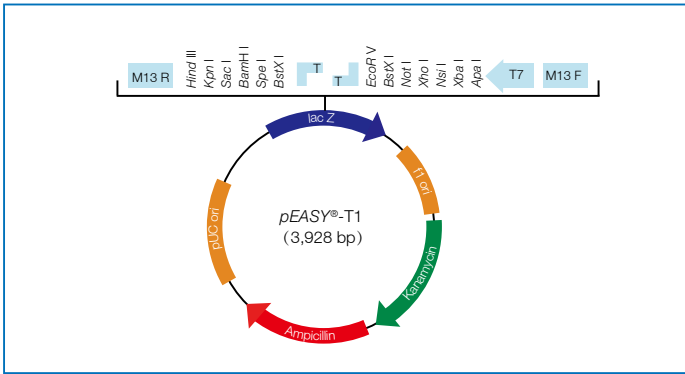 M13 R
Hind III
Kpn I
Sac I
BamH I
Spe I
BstX I
T
T
EcoR V
BstX I
Not I
Xho I
Nsi I
Xba I
Apa I
T7
M13 F
lac Z
f1 ori
Kanamycin
Ampicillin
pUC ori
pEASY®-T1
(3,928 bp)